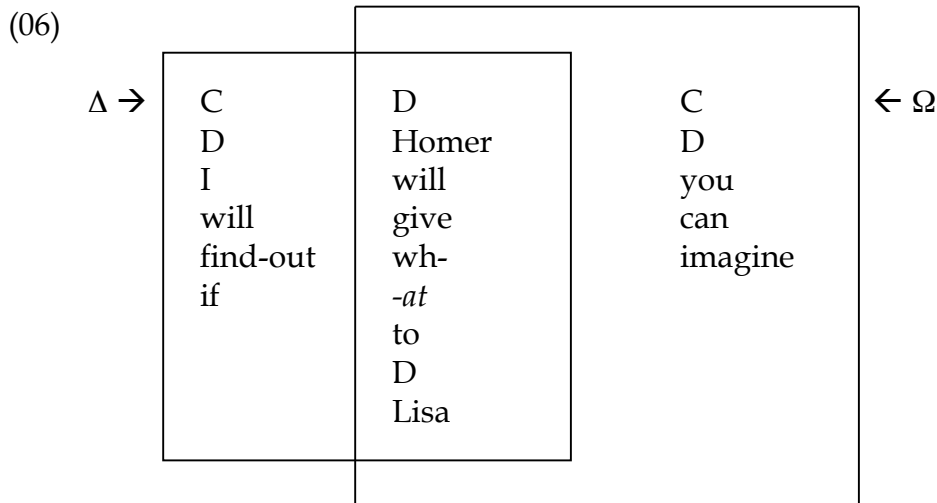 (06)
Δ → C D C ← Ω
D Homer D
I will you
will give can
find-out wh- imagine
if -at
to
D
Lisa